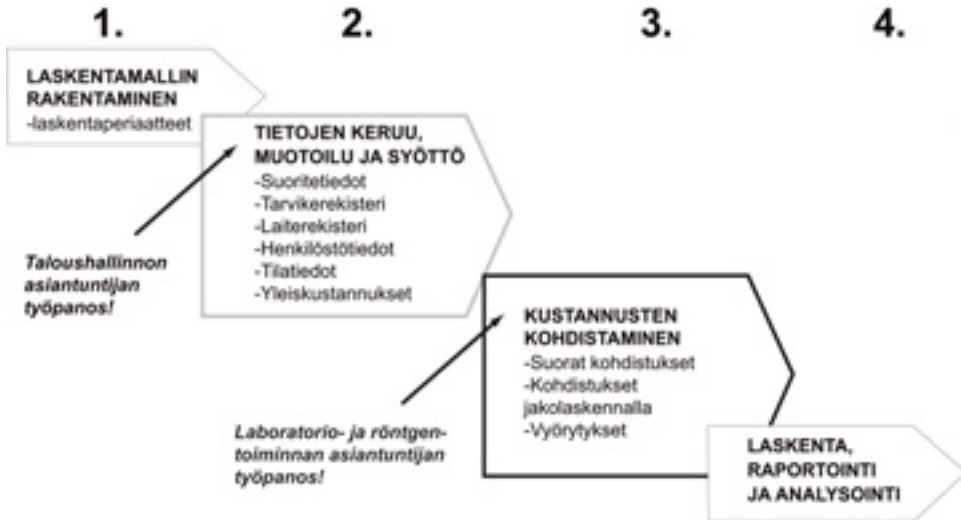 1.
2.
3.
4.
LASKENTAMALLIN
RAKENTAMINEN
-laskentaperiaatteet
TIETOJEN KERUU,
MUOTOILU JA SYÖTTÖ
-Suoritetiedot
-Tarvikerekisteri
-Laiterekisteri
-Henkilöstötiedot
-Tilatiedot
-Yleiskustannukset
Taloushallinnon
asiantuntijan
työpanos!
KUSTANNUSTEN
KOHDISTAMINEN
-Suorat kohdistukset
-Kohdistukset
jakolaskennalla
-Vyörytykset
Laboratorio- ja röntgen-
toiminnan asiantuntijan
työpanos!
LASKENTA,
RAPORTOINTI
JA ANALYSOINTI